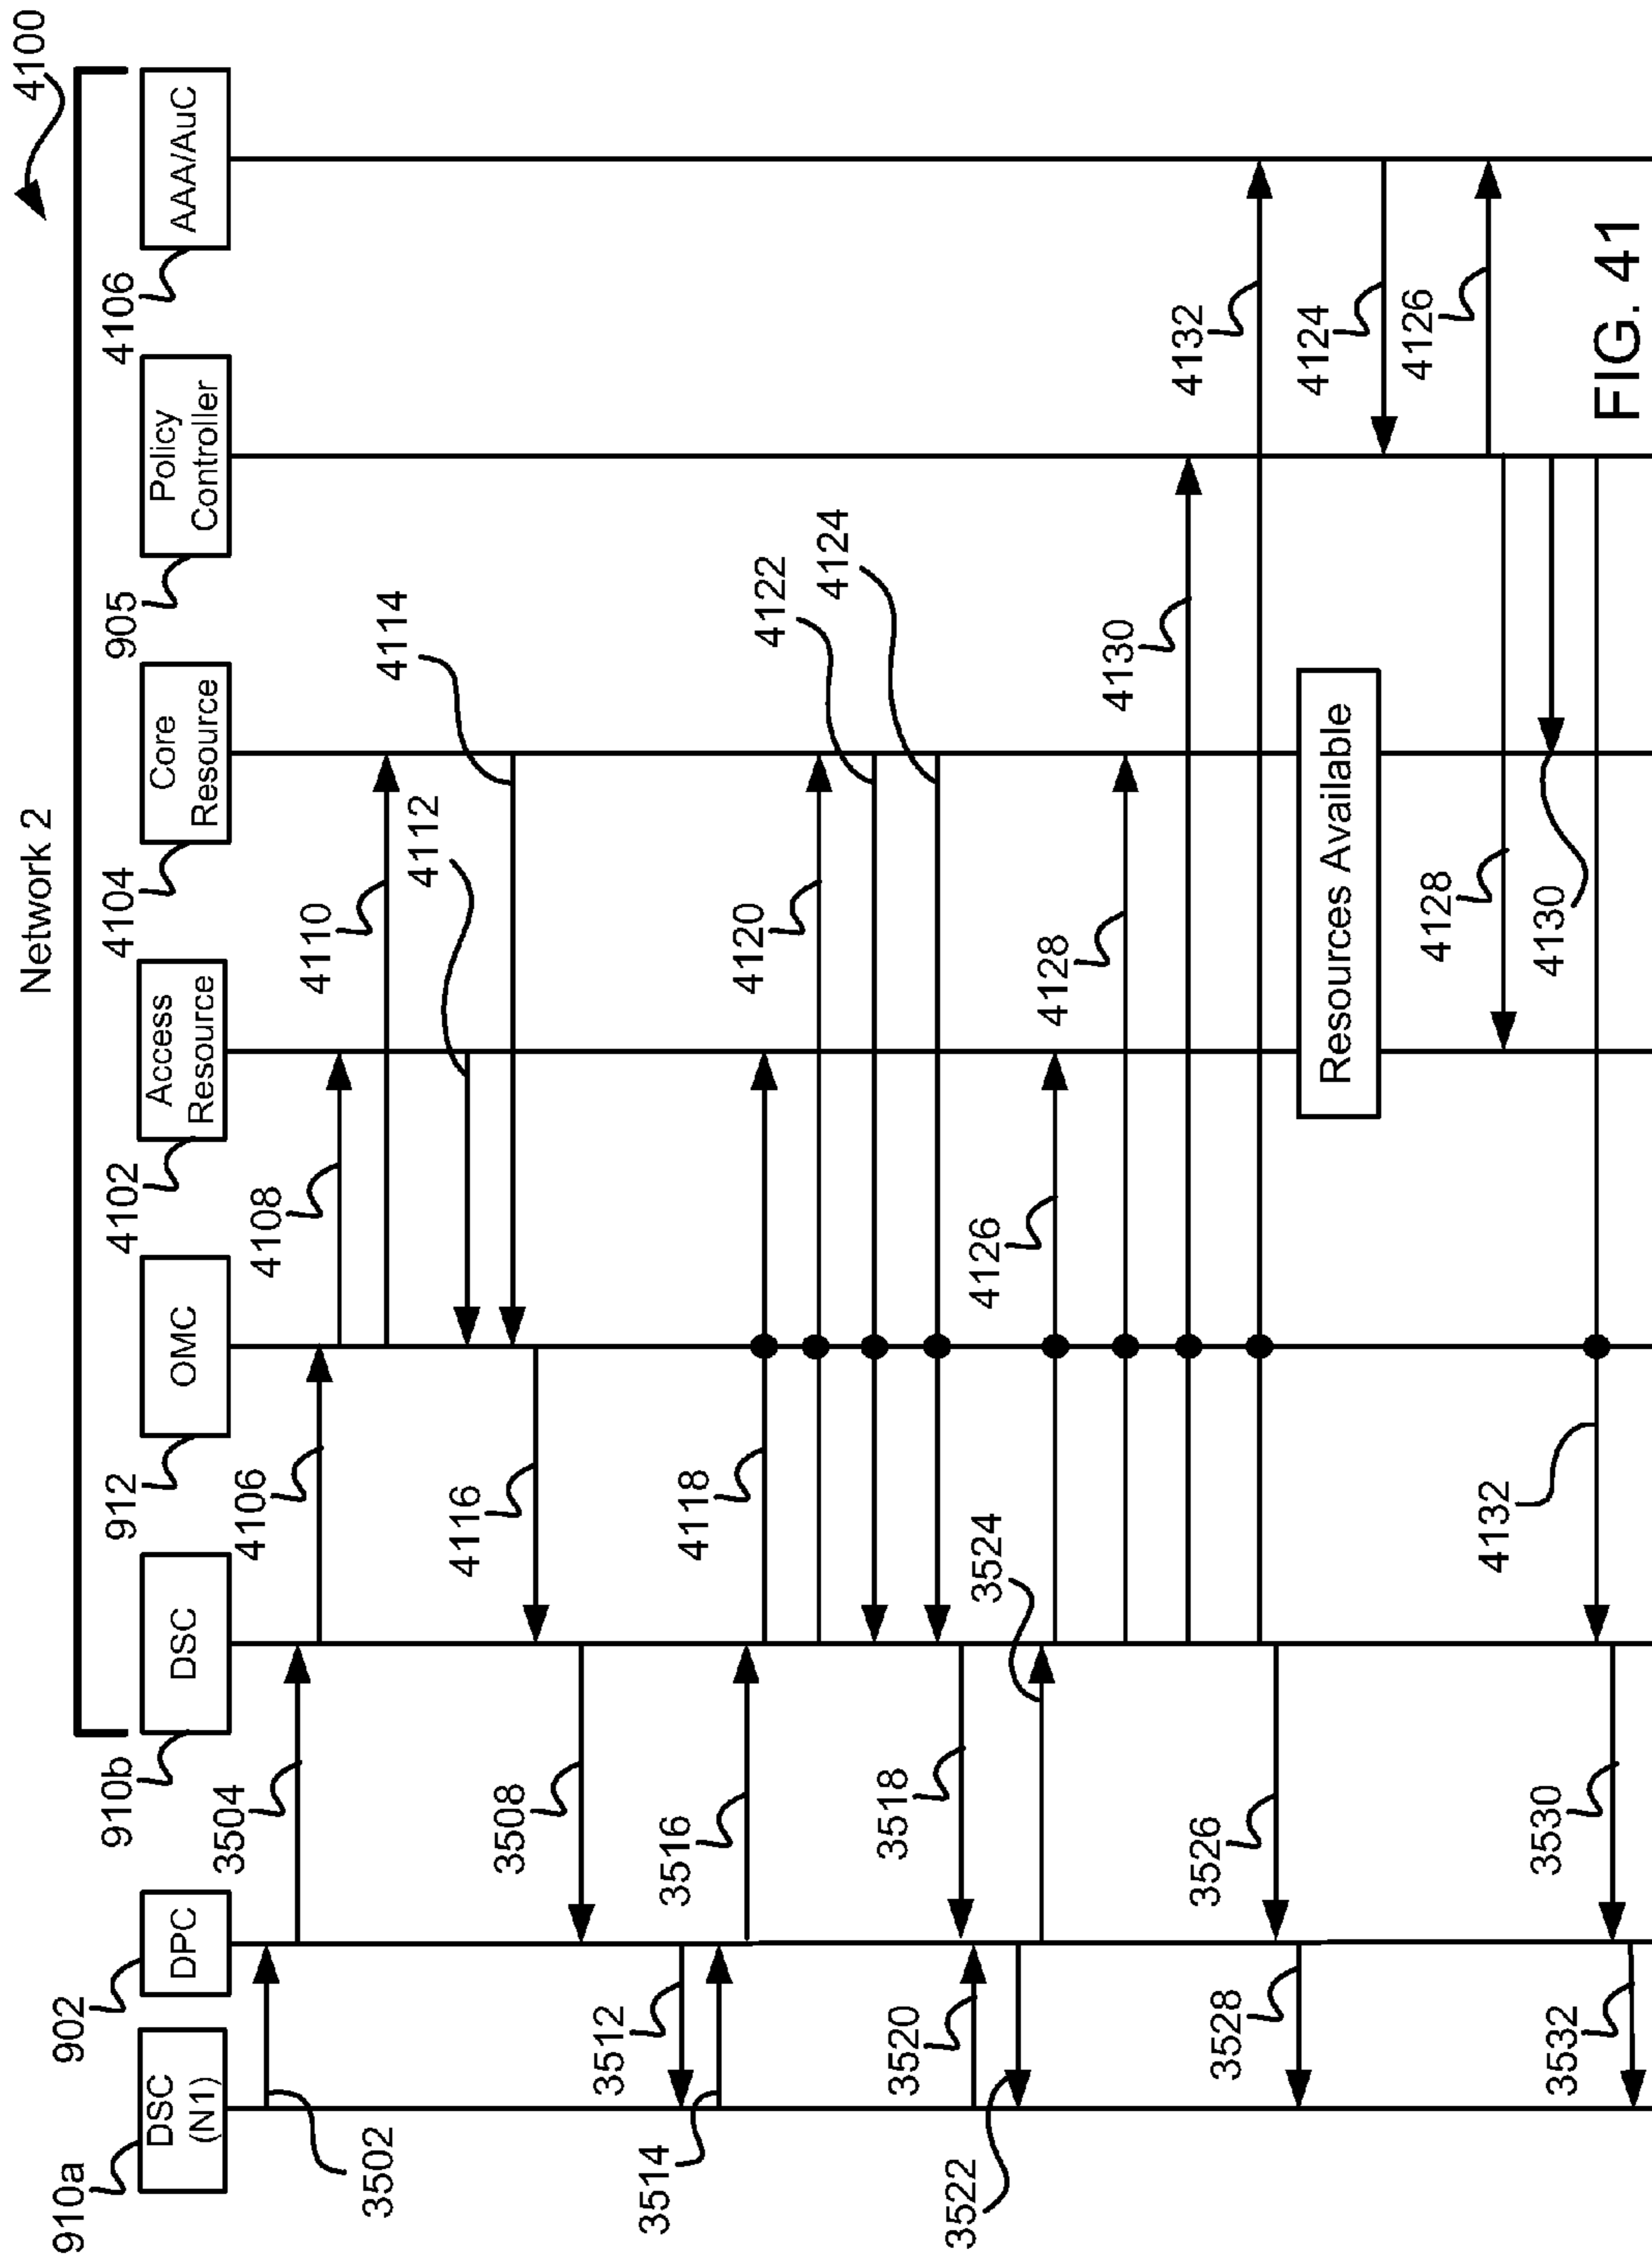 4100
Network 2
910a
DSC
(N1)
902
DPC
910b
DSC
912
OMC
4102
Access
Resource
4104
Core
Resource
905
Policy
Controller
4106
AAA/AuC
3502
3504
4106
4108
4110
4112
4114
4116
3508
3512
3514
3516
4118
4120
4122
4124
3518
3520
3522
3524
4126
4128
4130
4132
3526
3528
Resources Available
4124
4126
4128
4130
4132
3530
3532
FIG. 41